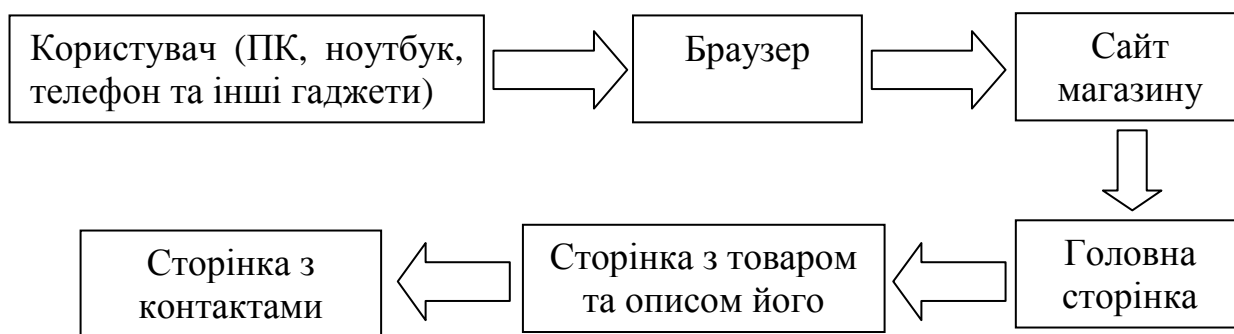 Користувач (ПК, ноутбук,
телефон та інші гаджети)
Браузер
Сайт
магазину
Головна
сторінка
Сторінка з товаром
та описом його
Сторінка з
контактами